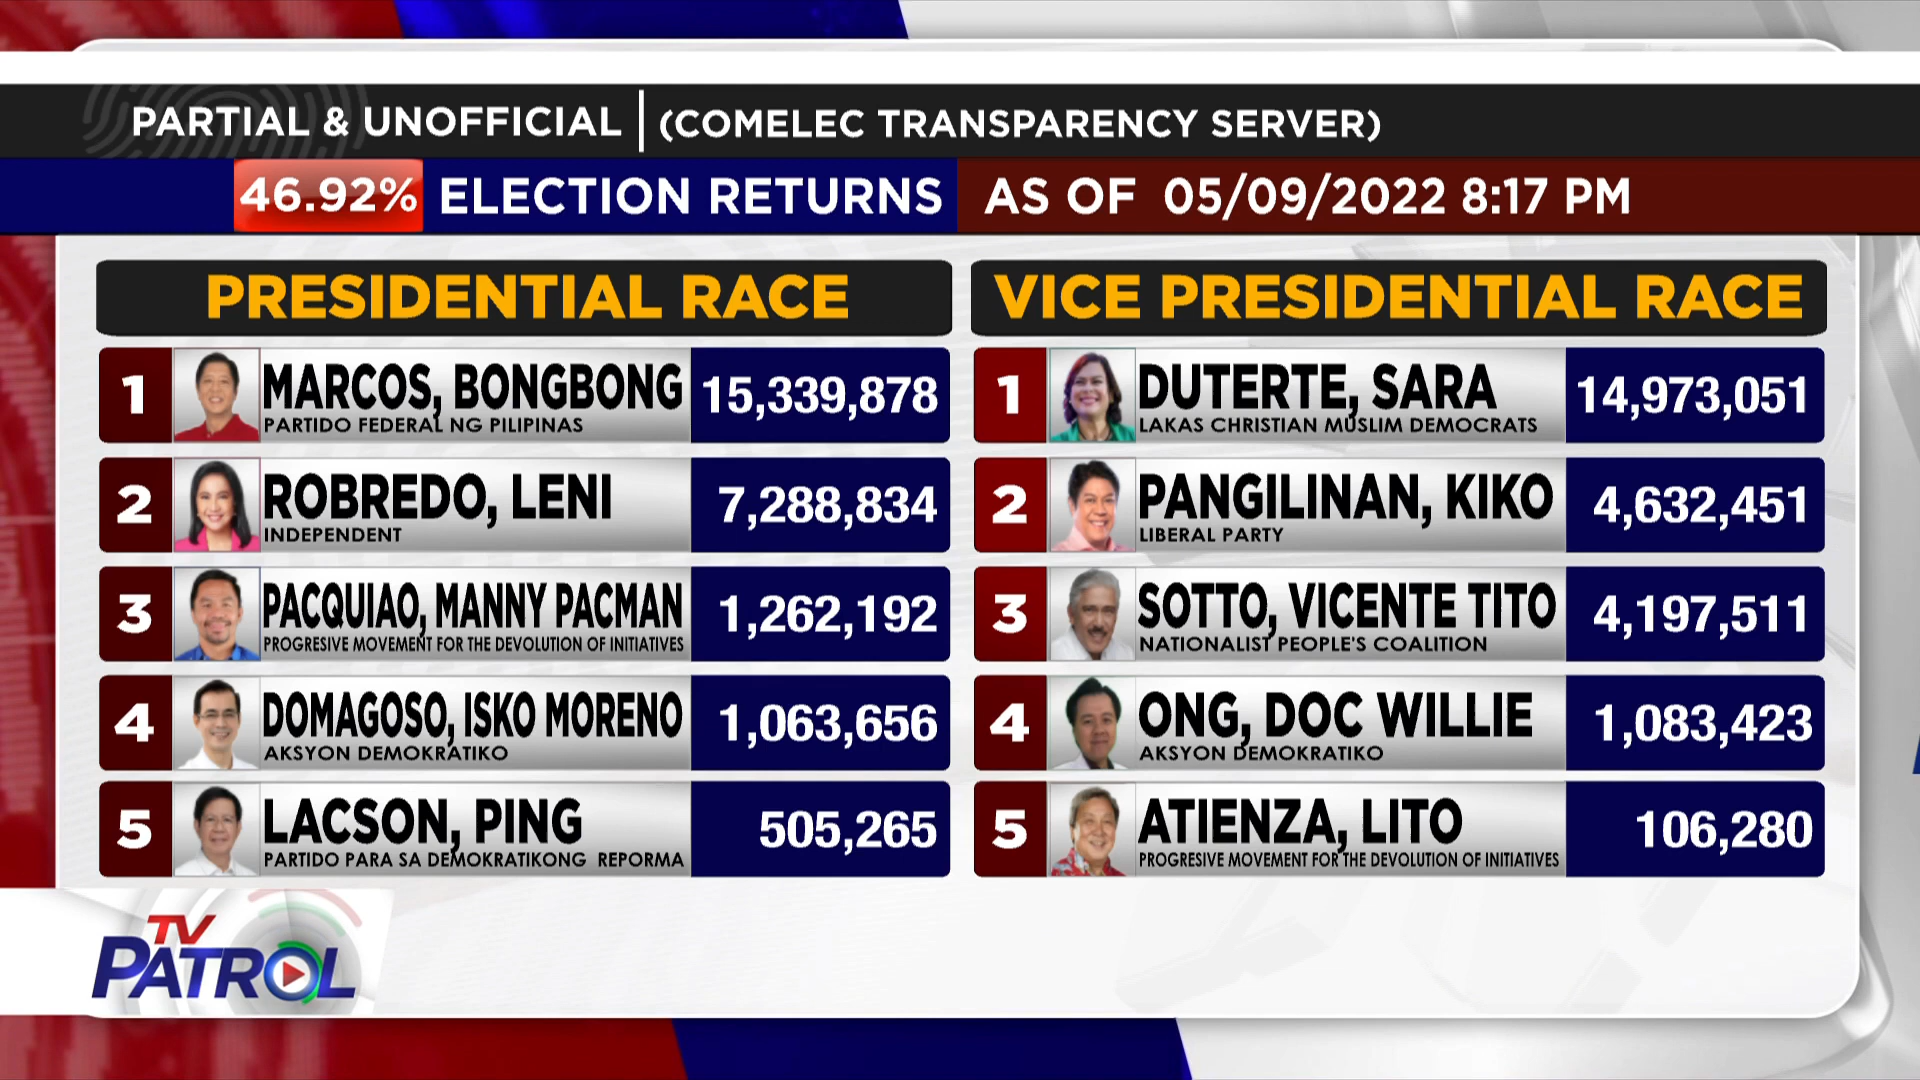 PARTIAL & UNOFFICIAL | (COMELEC TRANSPARENCY SERVER)
46.92% ELECTION RETURNS AS OF 05/09/2022 8:17 PM
PRESIDENTIAL RACE
1 MARCOS, BONGBONG 15,339,878
PARTIDO FEDERAL NG PILIPINAS
2 ROBREDO, LENI 7,288,834
INDEPENDENT
3 PACQUIAO, MANNY PACMAN 1,262,192
PROGRESIVE MOVEMENT FOR THE DEVOLUTION OF INITIATIVES
4 DOMAGOSO, ISKO MORENO 1,063,656
AKSYON DEMOKRATIKO
5 LACSON, PING 505,265
PARTIDO PARA SA DEMOKRATIKONG REPORMA
VICE PRESIDENTIAL RACE
1 DUTERTE, SARA 14,973,051
LAKAS CHRISTIAN MUSLIM DEMOCRATS
2 PANGILINAN, KIKO 4,632,451
LIBERAL PARTY
3 SOTTO, VICENTE TITO 4,197,511
NATIONALIST PEOPLE'S COALITION
4 ONG, DOC WILLIE 1,083,423
AKSYON DEMOKRATIKO
5 ATIENZA, LITO 106,280
PROGRESIVE MOVEMENT FOR THE DEVOLUTION OF INITIATIVES
TV
PATROL